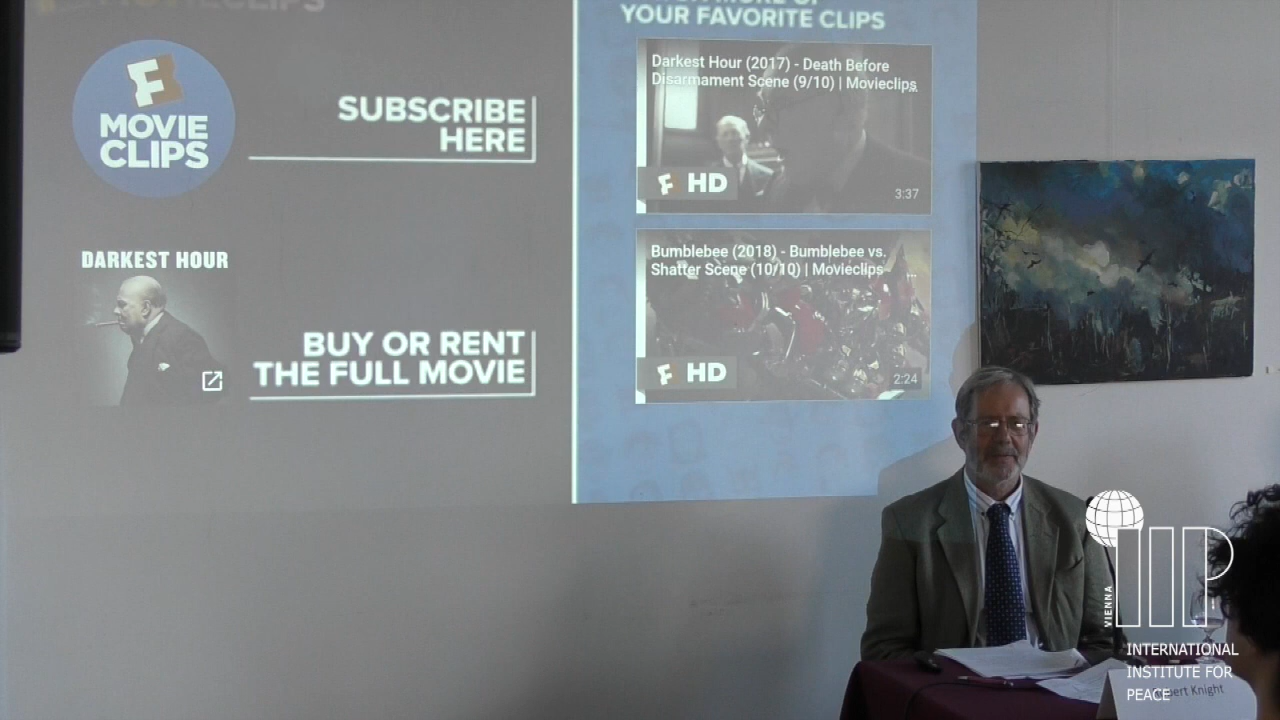 MOVIECLIPS
YOUR FAVORITE CLIPS
F
MOVIE
CLIPS
SUBSCRIBE
HERE
Darkest Hour (2017) - Death Before
Disarmament Scene (9/10) | Movieclips
F HD
3:37
DARKEST HOUR
BUY OR RENT
THE FULL MOVIE
Bumblebee (2018) - Bumblebee vs.
Shatter Scene (10/10) | Movieclips ...
F HD
2:24
VIENNA
IIP
INTERNATIONAL
INSTITUTE FOR
PEACE
Knight